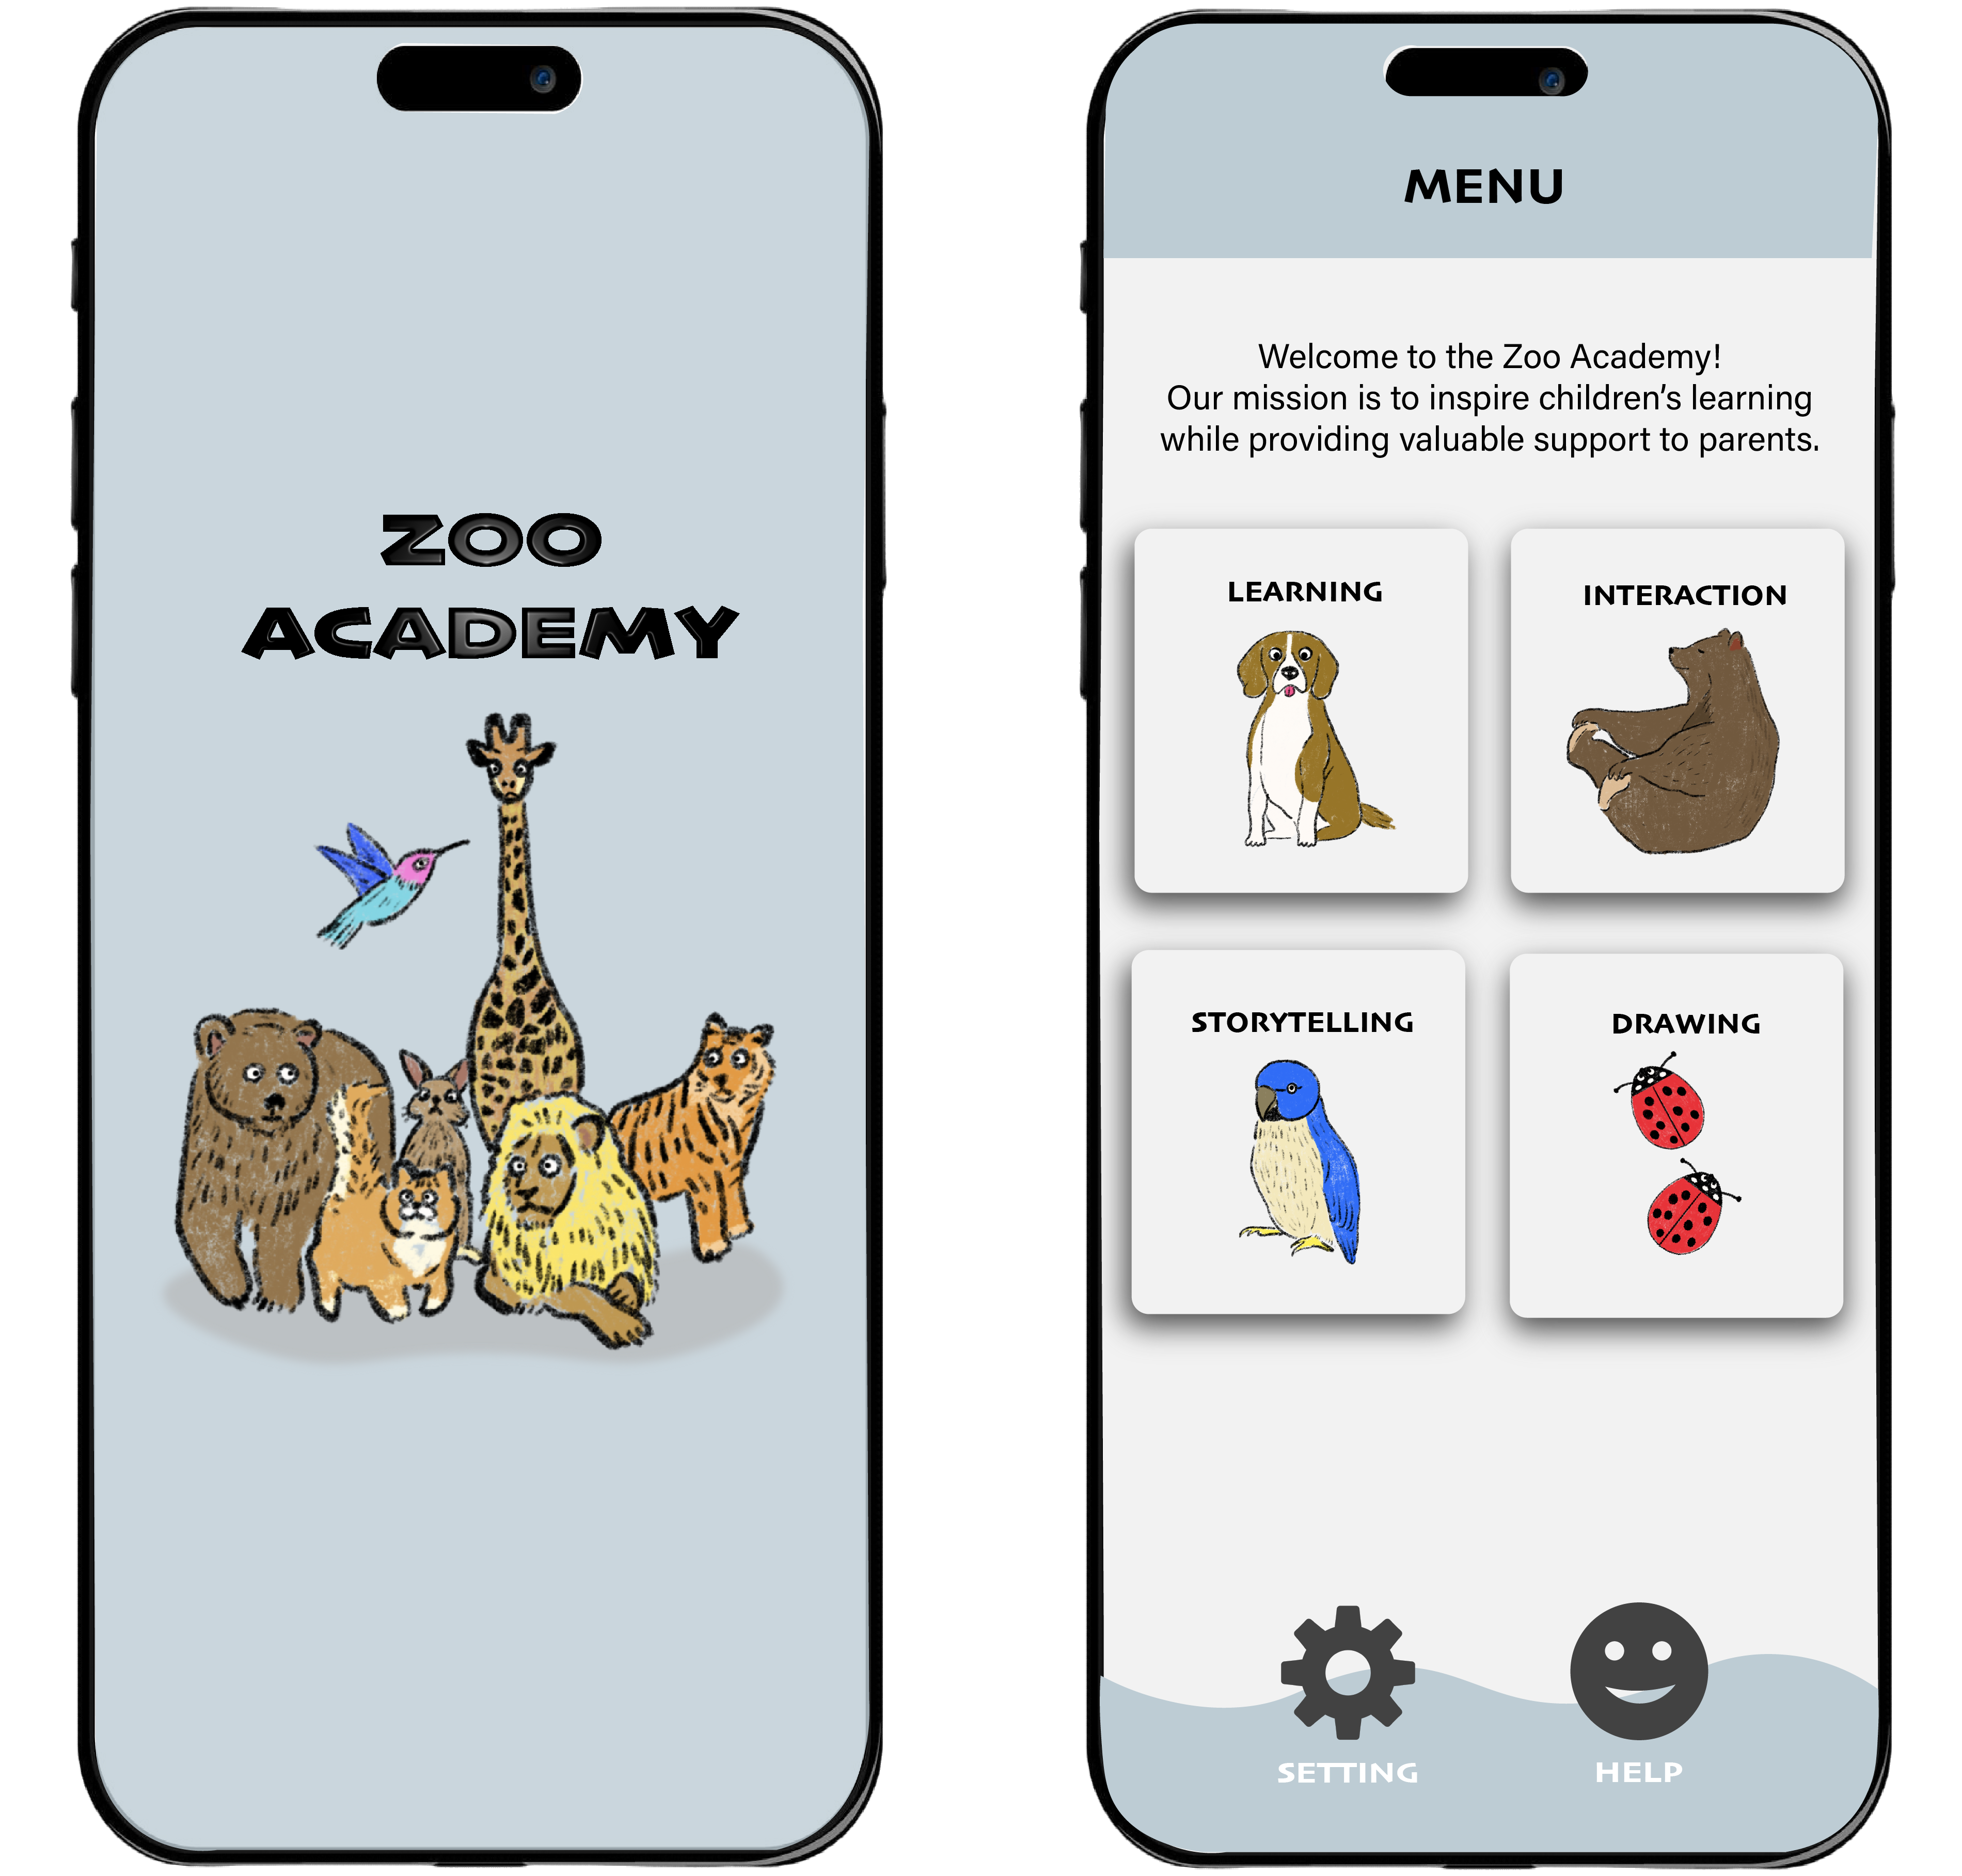 ZOO
ACADEMY
MENU
Welcome to the Zoo Academy!
Our mission is to inspire children’s learning
while providing valuable support to parents.
LEARNING
INTERACTION
STORYTELLING
DRAWING
SETTING
HELP